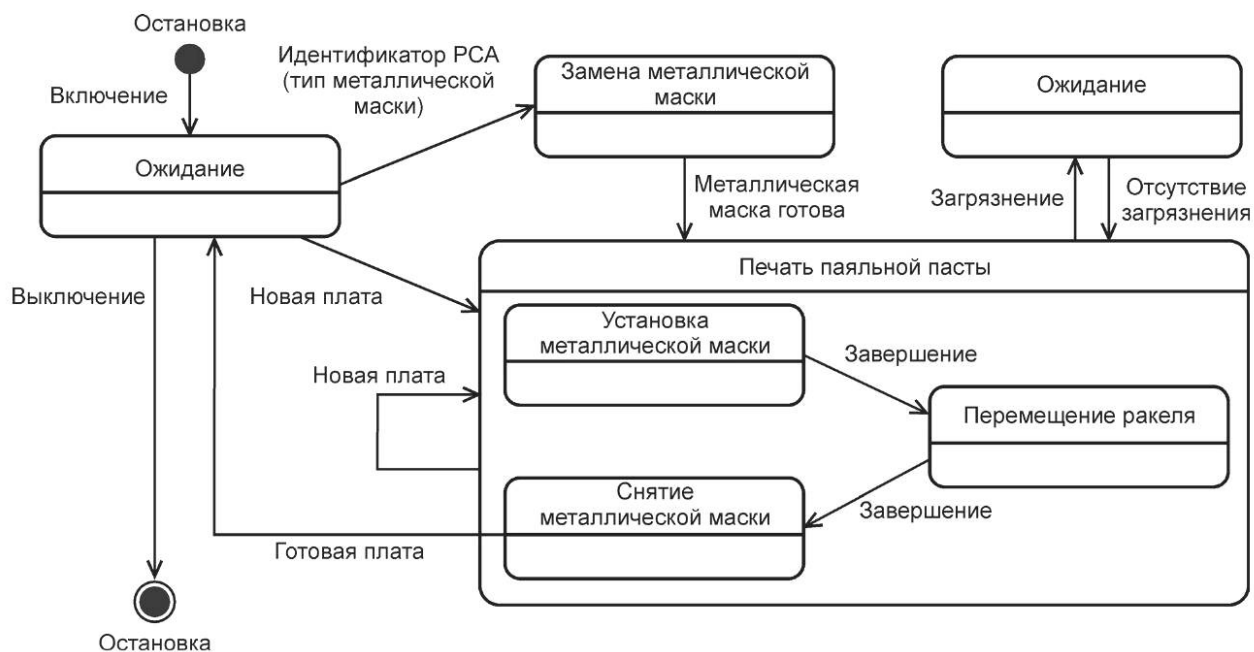 Остановка
Включение
Ожидание
Идентификатор PCA
(тип металлической
маски)
Замена металлической
маски
Ожидание
Металлическая
маска готова
Загрязнение
Отсутствие
загрязнения
Выключение
Новая плата
Печать паяльной пасты
Установка
металлической маски
Завершение
Новая плата
Перемещение ракеля
Снятие
металлической маски
Завершение
Готовая плата
Остановка